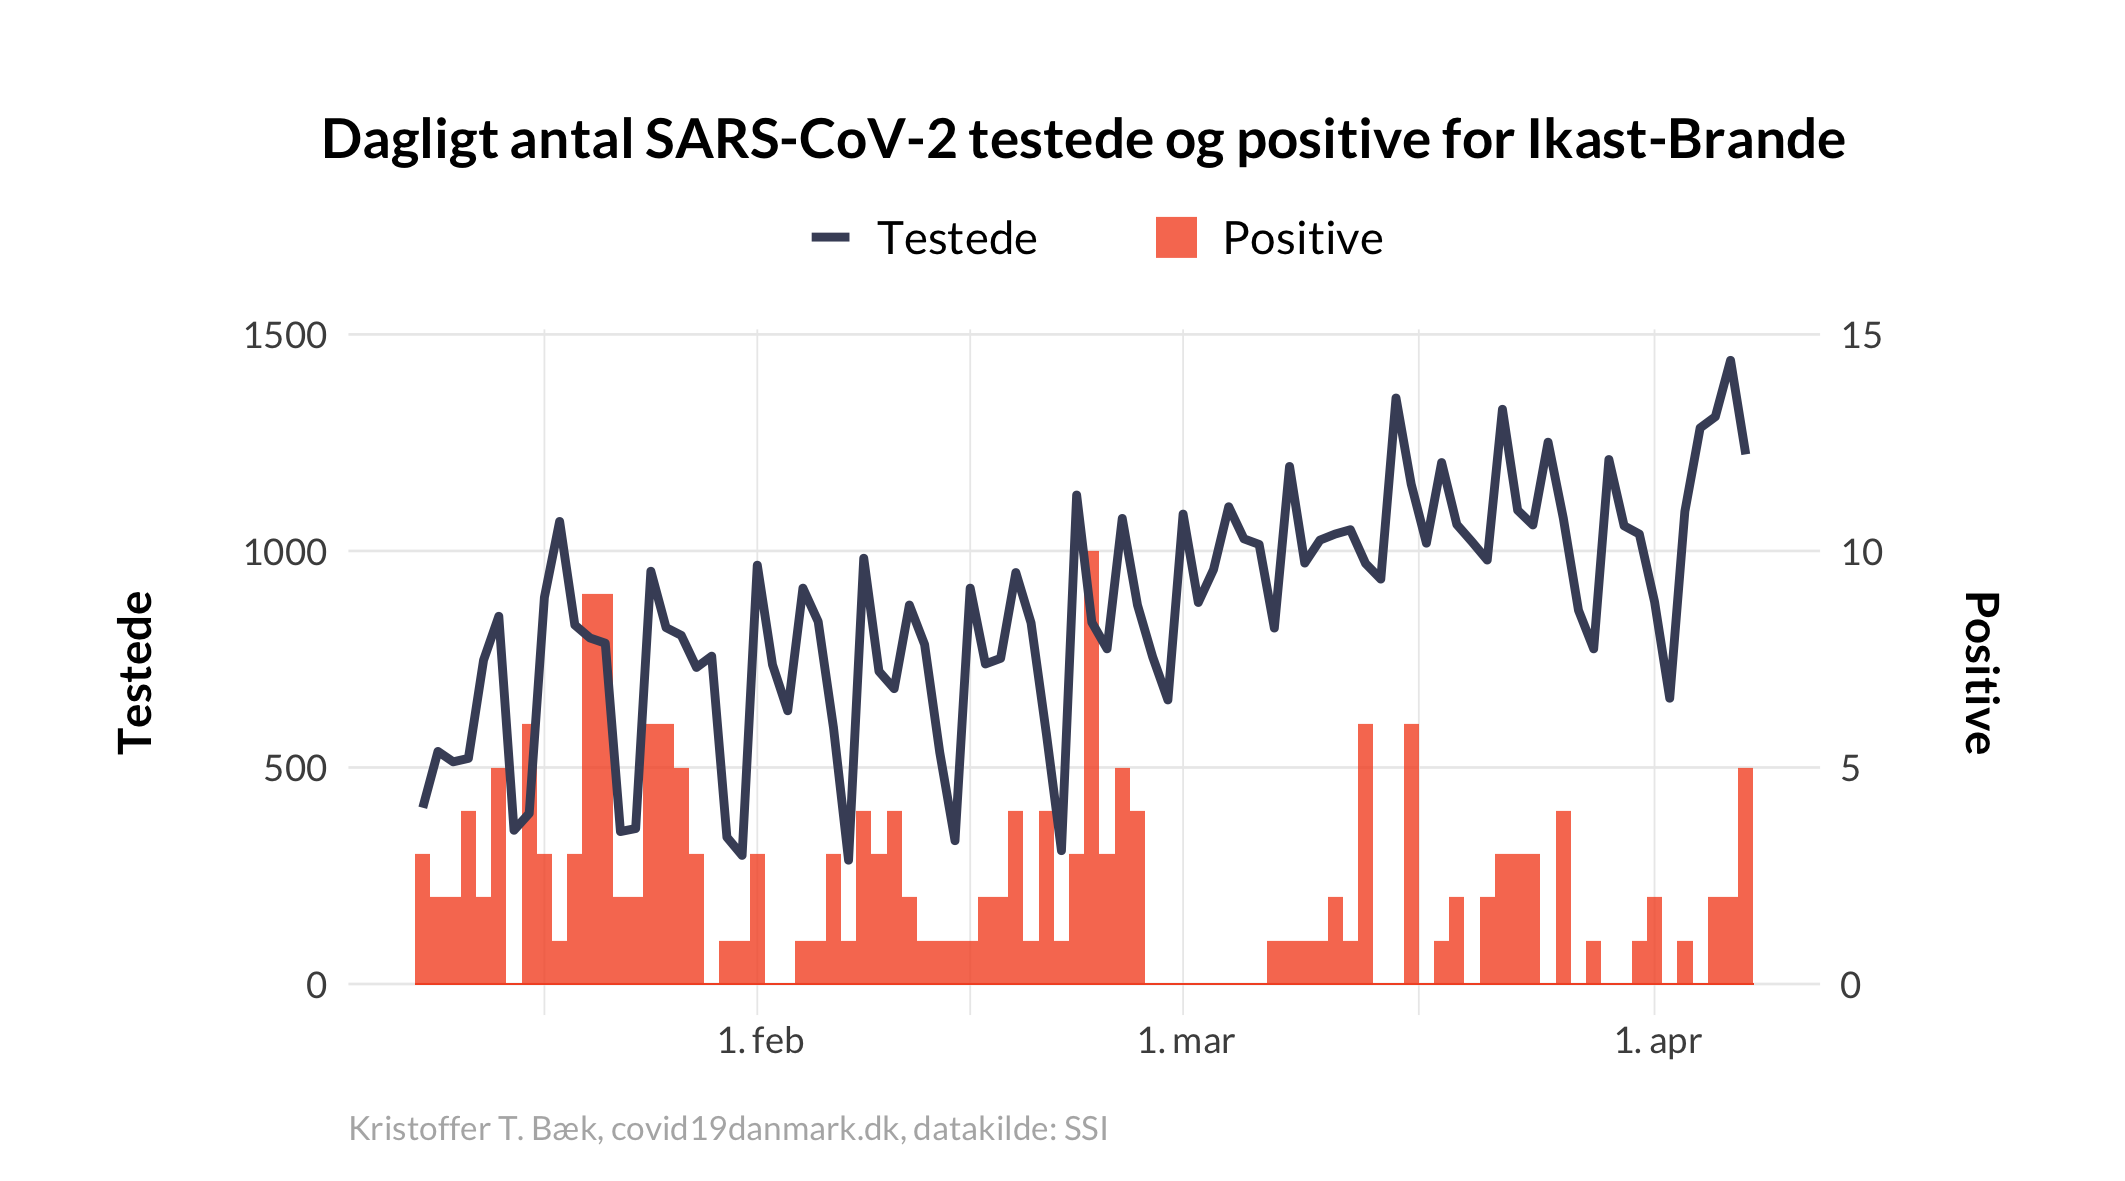 Dagligt antal SARS-CoV-2 testede og positive for Ikast-Brande
Testede
Positive
1500
1000
500
0
Testede
15
10
5
0
Positive
1. feb
1. mar
1. apr
Kristoffer T. Bæk, covid19danmark.dk, datakilde: SSI